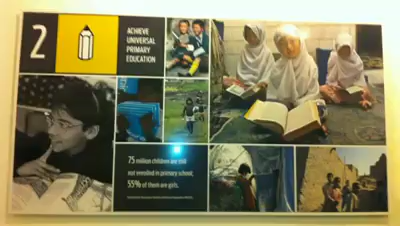 2
ACHIEVE
UNIVERSAL
PRIMARY
EDUCATION
75 million children are still
not enrolled in primary school;
55% of them are girls.